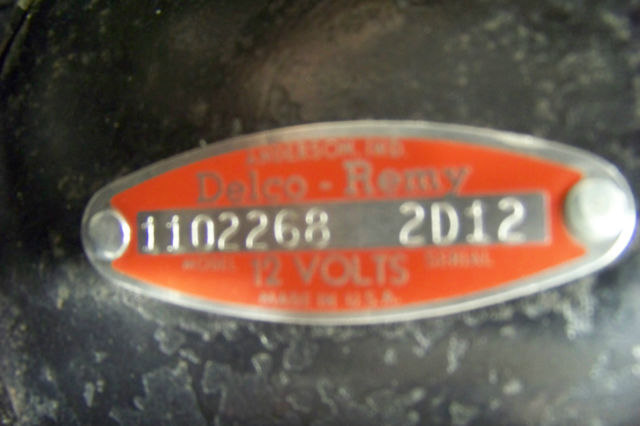 ANDERSON, IND.
Delco-Remy
1102268 2D12
MODEL 12 VOLTS SERIAL
MADE IN U.S.A.